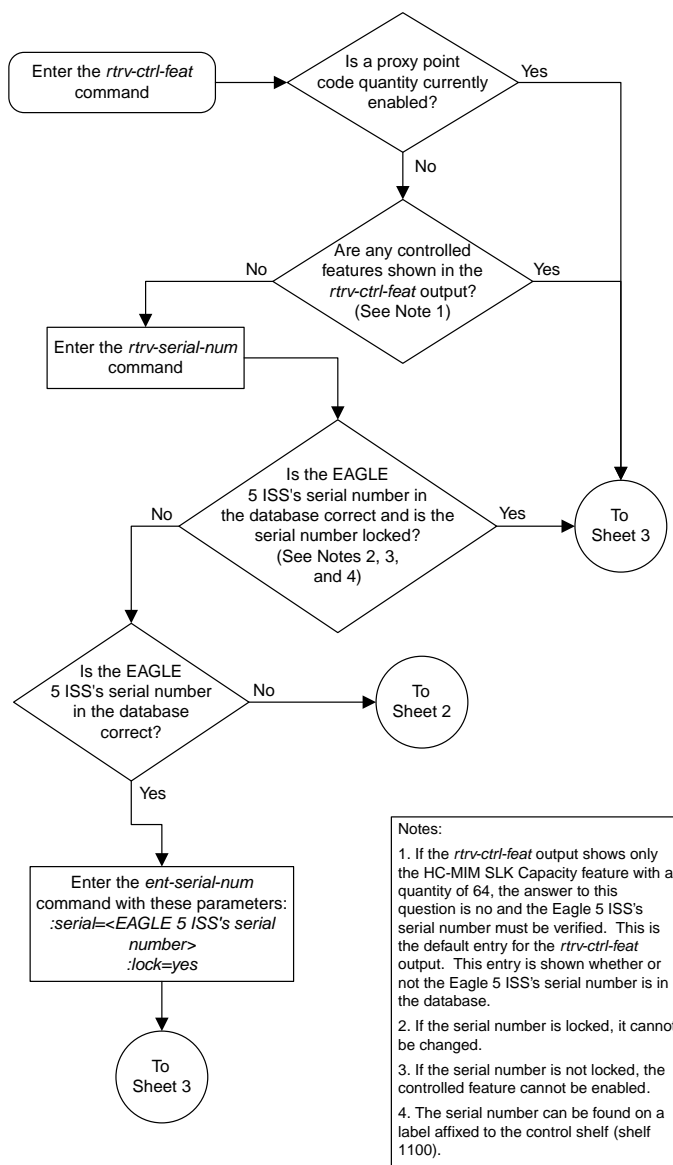 Enter the rtrv-ctrl-feat
command
Is a proxy point
code quantity currently
enabled?
Yes
No
Are any controlled
features shown in the
rtrv-ctrl-feat output?
(See Note 1)
No
Yes
Enter the rtrv-serial-num
command
Is the EAGLE
5 ISS's serial number in
the database correct and is the
serial number locked?
(See Notes 2, 3,
and 4)
No
Yes
To
Sheet 3
Is the EAGLE
5 ISS's serial number
in the database
correct?
No
To
Sheet 2
Yes
Enter the ent-serial-num
command with these parameters:
:serial=<EAGLE 5 ISS's serial
number>
:lock=yes
To
Sheet 3
Notes:
1. If the rtrv-ctrl-feat output shows only
the HC-MIM SLK Capacity feature with a
quantity of 64, the answer to this
question is no and the Eagle 5 ISS's
serial number must be verified. This is
the default entry for the rtrv-ctrl-feat
output. This entry is shown whether or
not the Eagle 5 ISS's serial number is in
the database.
2. If the serial number is locked, it cannot
be changed.
3. If the serial number is not locked, the
controlled feature cannot be enabled.
4. The serial number can be found on a
label affixed to the control shelf (shelf
1100).